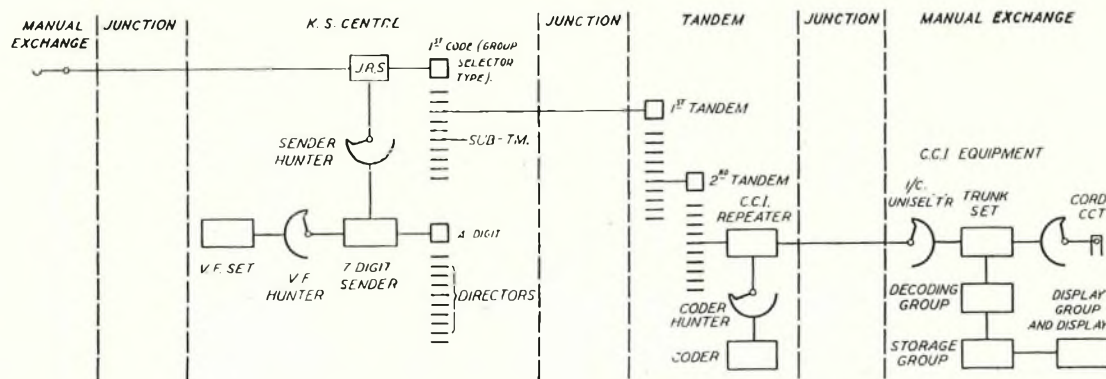 MANUAL
EXCHANGE
JUNCTION
K. S. CENTRE
JUNCTION
TANDEM
JUNCTION
MANUAL EXCHANGE
1ST CODE (GROUP
SELECTOR
TYPE).
J.R.S
SENDER
HUNTER
SUB-T.M.
1ST TANDEM
2ND TANDEM
C.C.I.
REPEATER
C.C.I EQUIPMENT
I/C.
UNISELT'R
TRUNK
SET
CORD
CCT
V.F. SET
V F
HUNTER
7 DIGIT
SENDER
A DIGIT
DIRECTORS
CODER
HUNTER
CODER
DECODING
GROUP
STORAGE
GROUP
DISPLAY
GROUP
AND DISPLAY